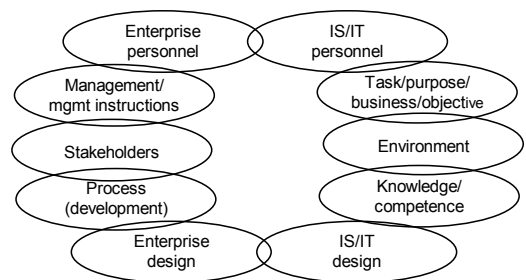 Enterprise
personnel
IS/IT
personnel
Management/
mgmt instructions
Task/purpose/
business/objective
Stakeholders
Environment
Process
(development)
Knowledge/
competence
Enterprise
design
IS/IT
design